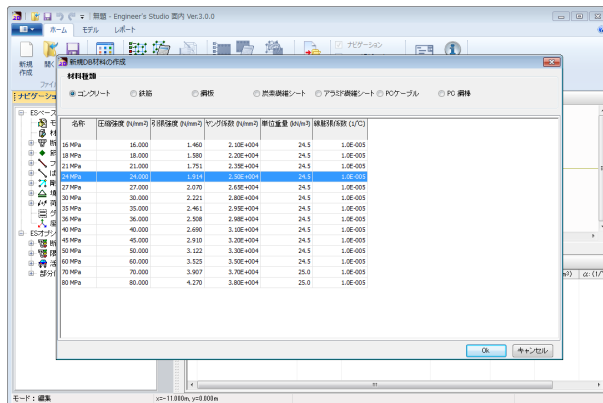 無題 - Engineer's Studio 面内 Ver.3.0.0
ホーム モデル レポート
新規作成
開く
ナビゲーション
新規DB材料の作成
材料種類
コンクリート 鉄筋 鋼板 炭素繊維シート アラミド繊維シート PCケーブル PC 鋼棒
名称 圧縮強度 (N/mm2) 引張強度 (N/mm2) ヤング係数 (N/mm2) 単位重量 (kN/m3) 線膨張係数 (1/℃)
16 MPa 16.000 1.460 2.10E+004 24.5 1.0E-005
18 MPa 18.000 1.580 2.20E+004 24.5 1.0E-005
21 MPa 21.000 1.751 2.35E+004 24.5 1.0E-005
24 MPa 24.000 1.914 2.50E+004 24.5 1.0E-005
27 MPa 27.000 2.070 2.65E+004 24.5 1.0E-005
30 MPa 30.000 2.221 2.80E+004 24.5 1.0E-005
35 MPa 35.000 2.461 2.95E+004 24.5 1.0E-005
36 MPa 36.000 2.508 2.98E+004 24.5 1.0E-005
40 MPa 40.000 2.690 3.10E+004 24.5 1.0E-005
45 MPa 45.000 2.910 3.20E+004 24.5 1.0E-005
50 MPa 50.000 3.122 3.30E+004 24.5 1.0E-005
60 MPa 60.000 3.525 3.50E+004 24.5 1.0E-005
70 MPa 70.000 3.907 3.70E+004 25.0 1.0E-005
80 MPa 80.000 4.270 3.80E+004 25.0 1.0E-005
Ok キャンセル
モード : 編集 x=-11.000m, y=0.000m